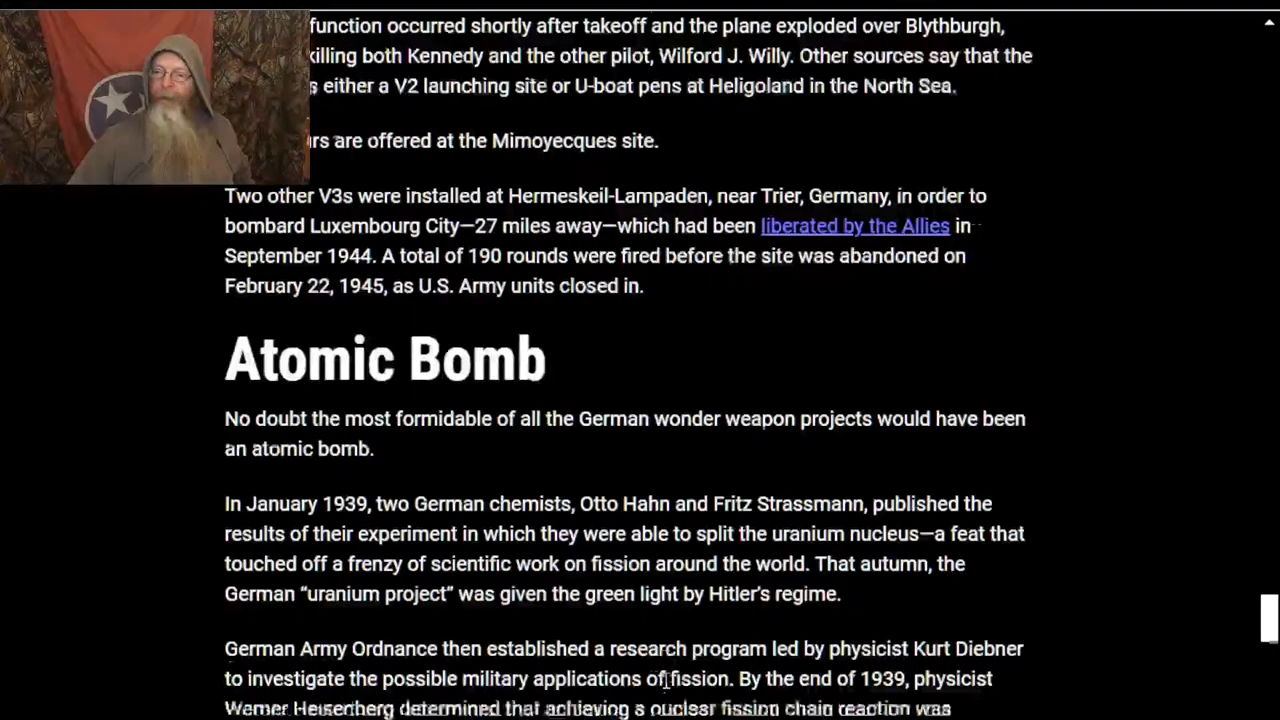 function occurred shortly after takeoff and the plane exploded over Blythburgh,
killing both Kennedy and the other pilot, Wilford J. Willy. Other sources say that the
s either a V2 launching site or U-boat pens at Heligoland in the North Sea.
urs are offered at the Mimoyecques site.
Two other V3s were installed at Hermeskeil-Lampaden, near Trier, Germany, in order to
bombard Luxembourg City—27 miles away—which had been liberated by the Allies in
September 1944. A total of 190 rounds were fired before the site was abandoned on
February 22, 1945, as U.S. Army units closed in.
Atomic Bomb
No doubt the most formidable of all the German wonder weapon projects would have been
an atomic bomb.
In January 1939, two German chemists, Otto Hahn and Fritz Strassmann, published the
results of their experiment in which they were able to split the uranium nucleus—a feat that
touched off a frenzy of scientific work on fission around the world. That autumn, the
German “uranium project” was given the green light by Hitler’s regime.
German Army Ordnance then established a research program led by physicist Kurt Diebner
to investigate the possible military applications of fission. By the end of 1939, physicist
Werner Heisenberg determined that achieving a nuclear fission chain reaction was